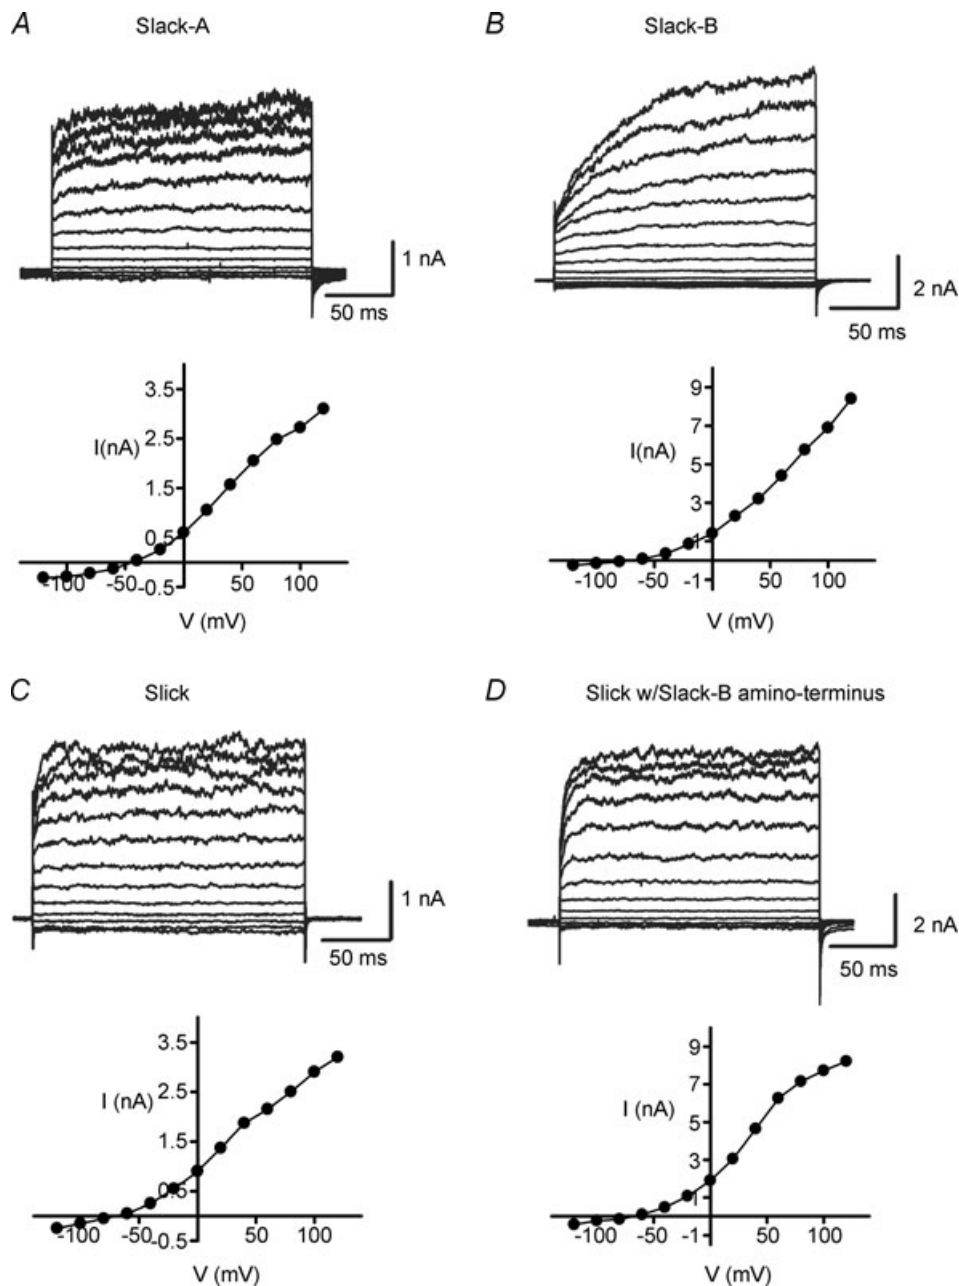 A Slack-A
1 nA
50 ms
3.5
2.5
I(nA)
1.5
0.5
-100 -50 50 100
-0.5
V (mV)
B Slack-B
2 nA
50 ms
9
7
I(nA)
5
3
1
-100 -50 50 100
-1
V (mV)
C Slick
1 nA
50 ms
3.5
2.5
I (nA)
1.5
0.5
-100 -50 50 100
-0.5
V (mV)
D Slick w/Slack-B amino-terminus
2 nA
50 ms
9
7
I (nA)
5
3
1
-100 -50 50 100
-1
V (mV)